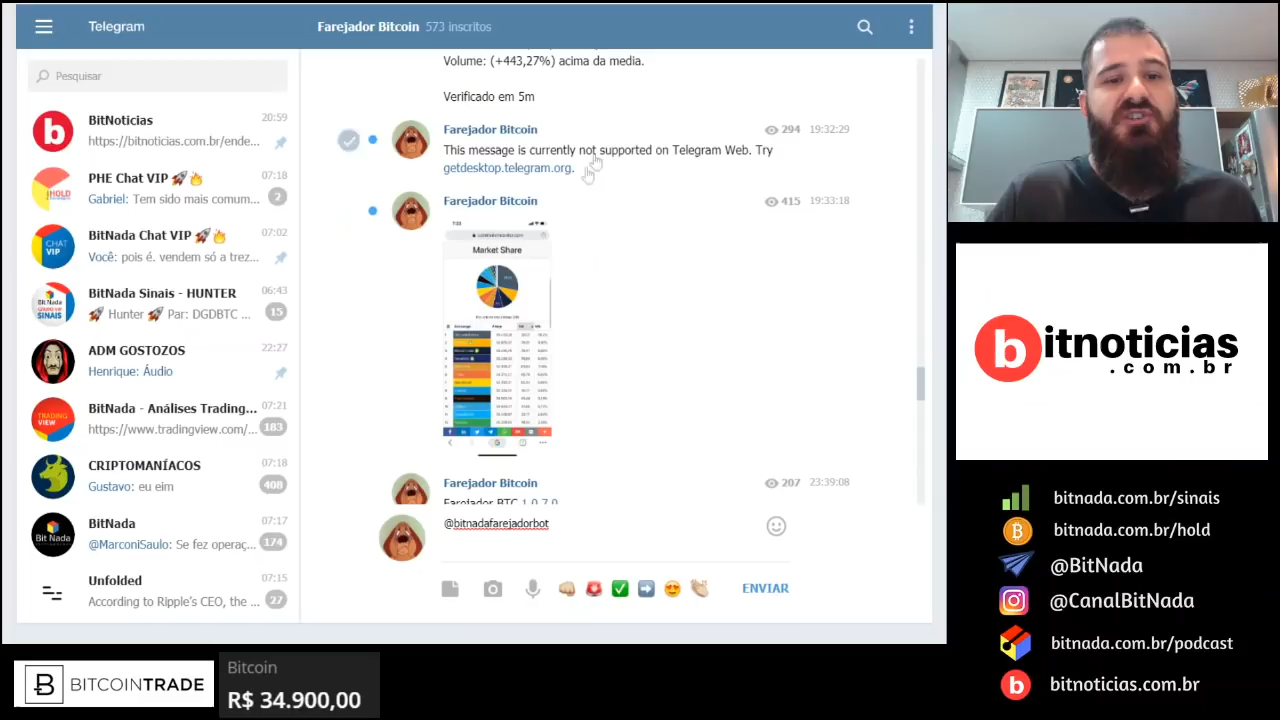 Telegram
Farejador Bitcoin 573 inscritos
Pesquisar
BitNoticias 20:59
https://bitnoticias.com.br/ende...
PHE Chat VIP 🚀🔥 07:18
Gabriel: Tem sido mais comum... 2
BitNada Chat VIP 🚀🔥 07:02
Você: pois é. vendem só a trez...
BitNada Sinais - HUNTER 06:43
🚀 Hunter 🚀 Par: DGDBTC ... 15
ADM GOSTOZOS 22:27
Henrique: Áudio
BitNada - Análises Trading... 07:21
https://www.tradingview.com/... 183
CRIPTOMANÍACOS 07:18
Gustavo: eu eim 408
BitNada 07:17
@MarconiSaulo: Se fez operaç... 174
Unfolded 07:15
According to Ripple's CEO, the ... 27
Volume: (+443,27%) acima da media.
Verificado em 5m
Farejador Bitcoin 294 19:32:29
This message is currently not supported on Telegram Web. Try
getdesktop.telegram.org.
Farejador Bitcoin 415 19:33:18
Market Share
Farejador Bitcoin 207 23:39:08
Farejador BTC 1.0.7.0
@bitnadafarejadorbot
ENVIAR
bitnoticias
.com.br
bitnada.com.br/sinais
bitnada.com.br/hold
@BitNada
@CanalBitNada
bitnada.com.br/podcast
bitnoticias.com.br
BITCOINTRADE
Bitcoin
R$ 34.900,00